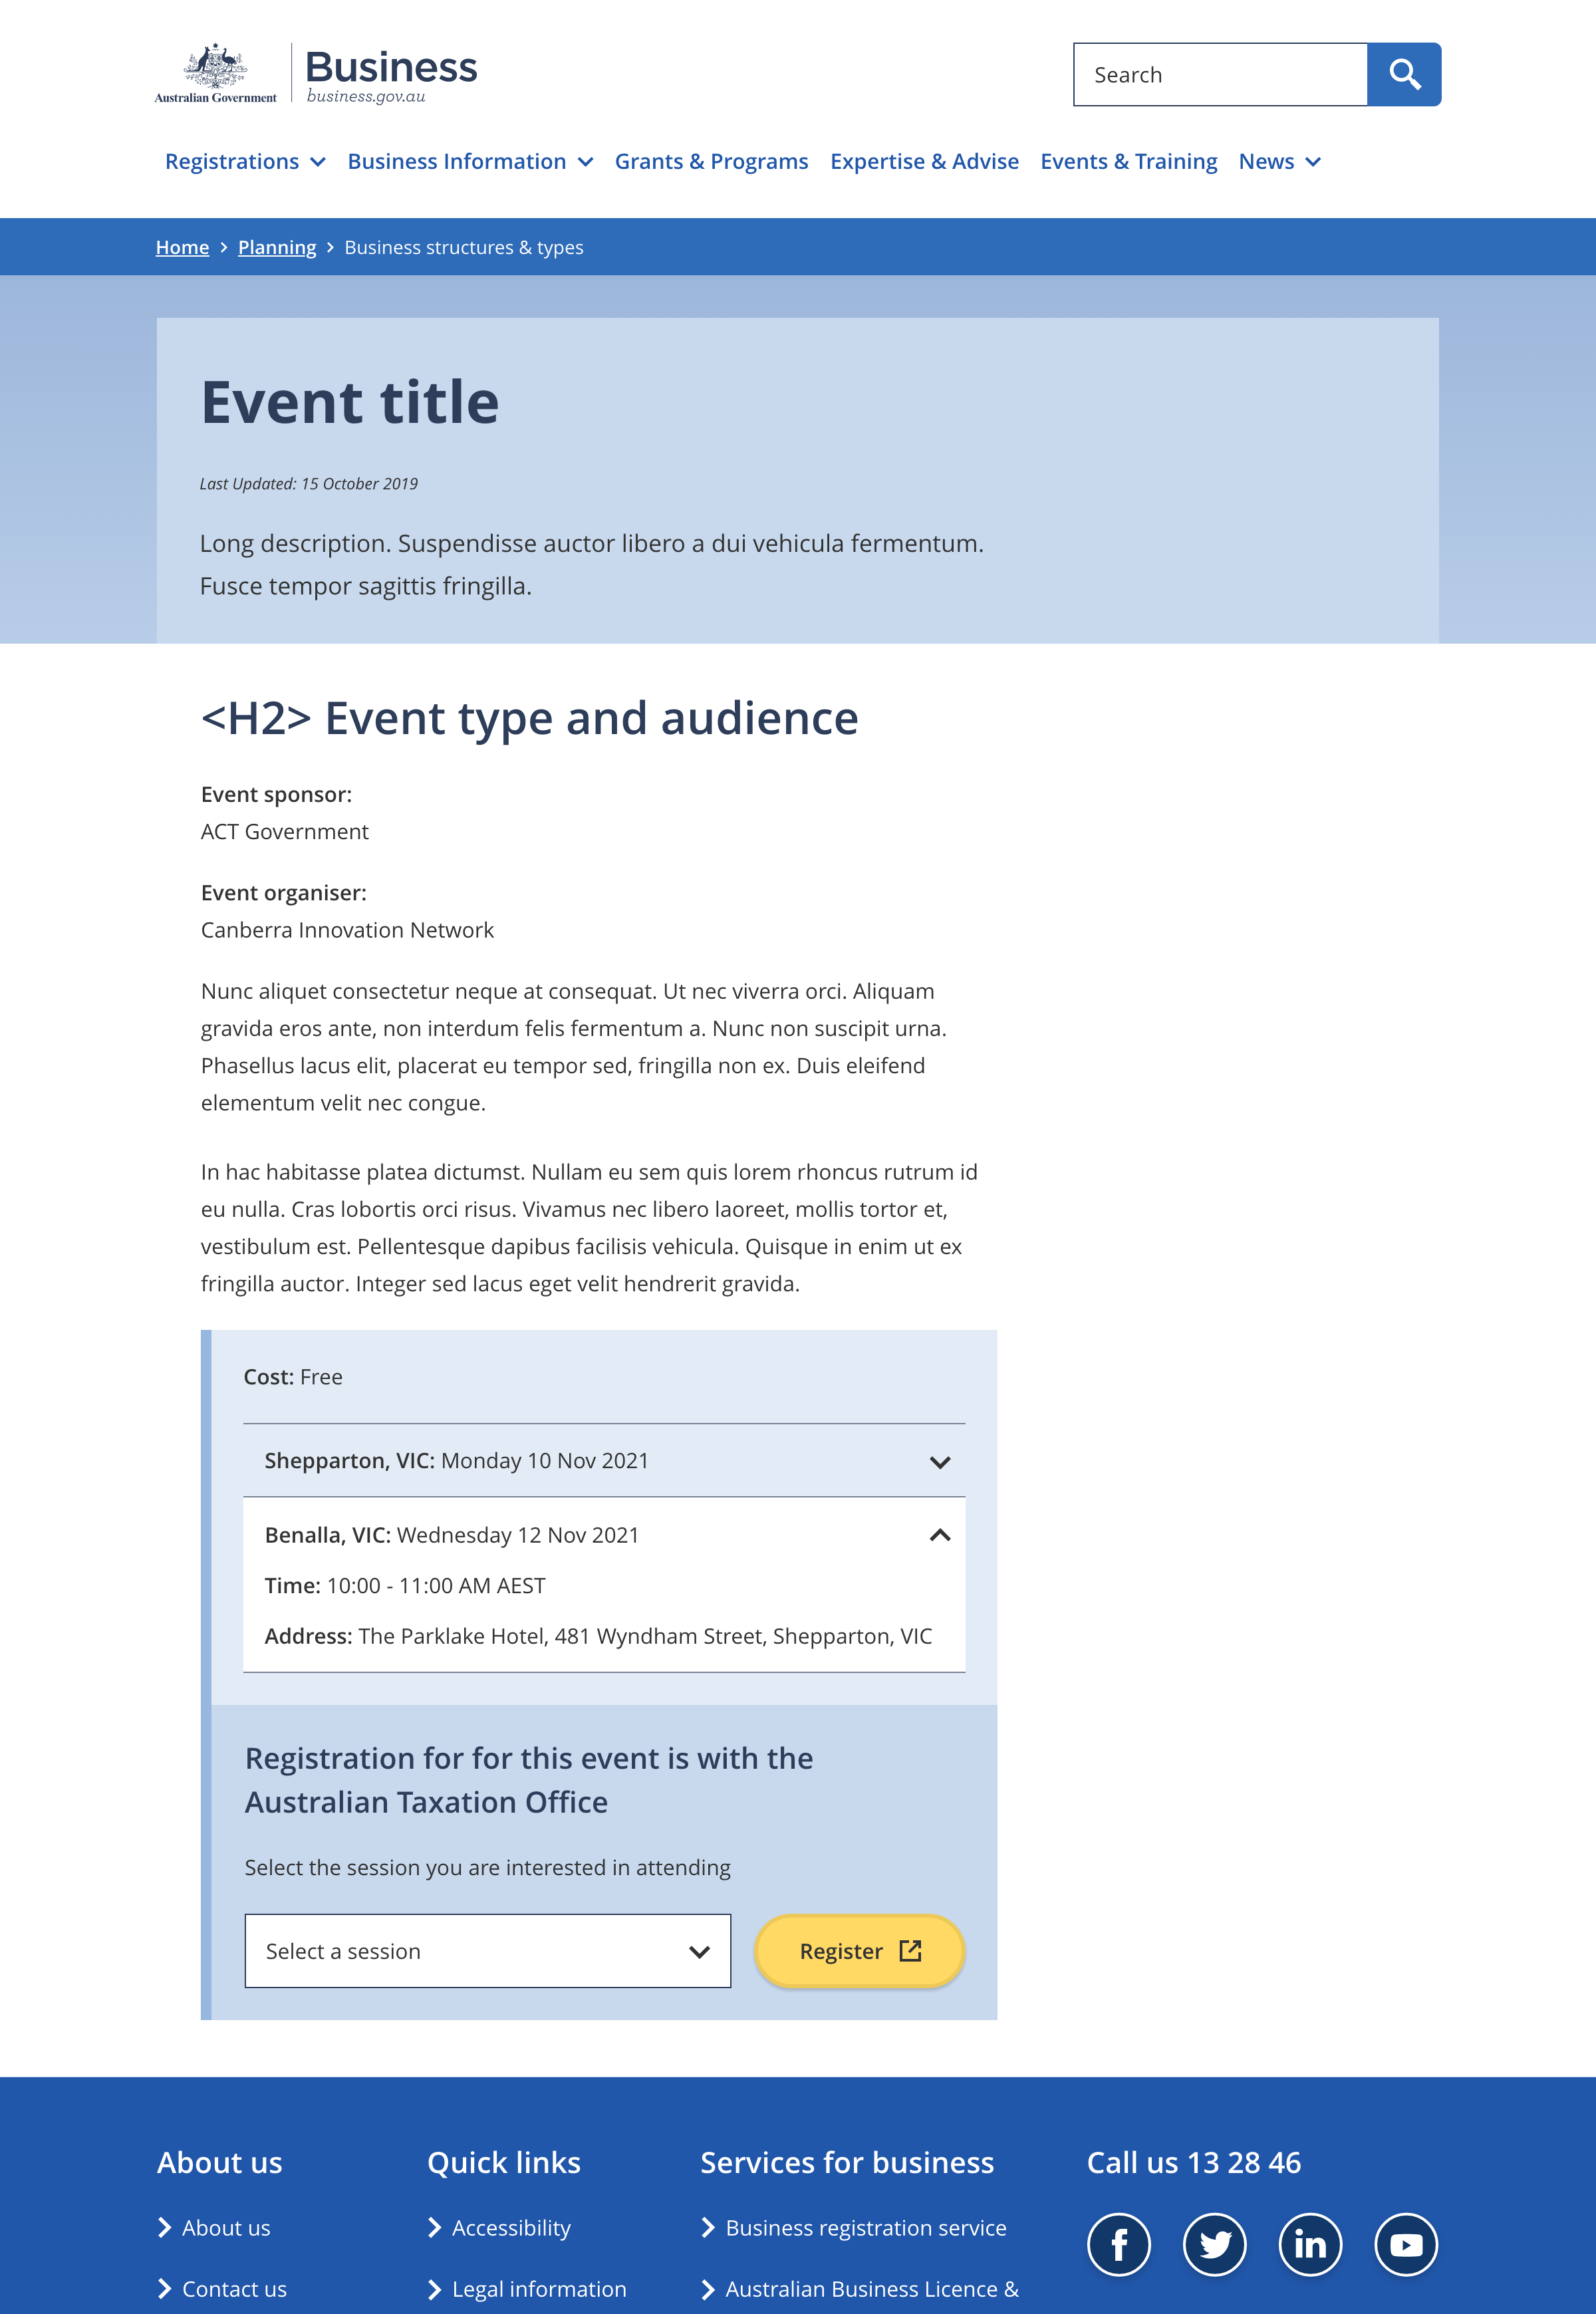 Australian Government
Business
business.gov.au
Search
Registrations Business Information Grants & Programs Expertise & Advise Events & Training News
Home Planning Business structures & types
Event title
Last Updated: 15 October 2019
Long description. Suspendisse auctor libero a dui vehicula fermentum.
Fusce tempor sagittis fringilla.
<H2> Event type and audience
Event sponsor:
ACT Government
Event organiser:
Canberra Innovation Network
Nunc aliquet consectetur neque at consequat. Ut nec viverra orci. Aliquam
gravida eros ante, non interdum felis fermentum a. Nunc non suscipit urna.
Phasellus lacus elit, placerat eu tempor sed, fringilla non ex. Duis eleifend
elementum velit nec congue.
In hac habitasse platea dictumst. Nullam eu sem quis lorem rhoncus rutrum id
eu nulla. Cras lobortis orci risus. Vivamus nec libero laoreet, mollis tortor et,
vestibulum est. Pellentesque dapibus facilisis vehicula. Quisque in enim ut ex
fringilla auctor. Integer sed lacus eget velit hendrerit gravida.
Cost: Free
Shepparton, VIC: Monday 10 Nov 2021
Benalla, VIC: Wednesday 12 Nov 2021
Time: 10:00 - 11:00 AM AEST
Address: The Parklake Hotel, 481 Wyndham Street, Shepparton, VIC
Registration for for this event is with the
Australian Taxation Office
Select the session you are interested in attending
Select a session
Register
About us
About us
Contact us
Quick links
Accessibility
Legal information
Services for business
Business registration service
Australian Business Licence &
Call us 13 28 46